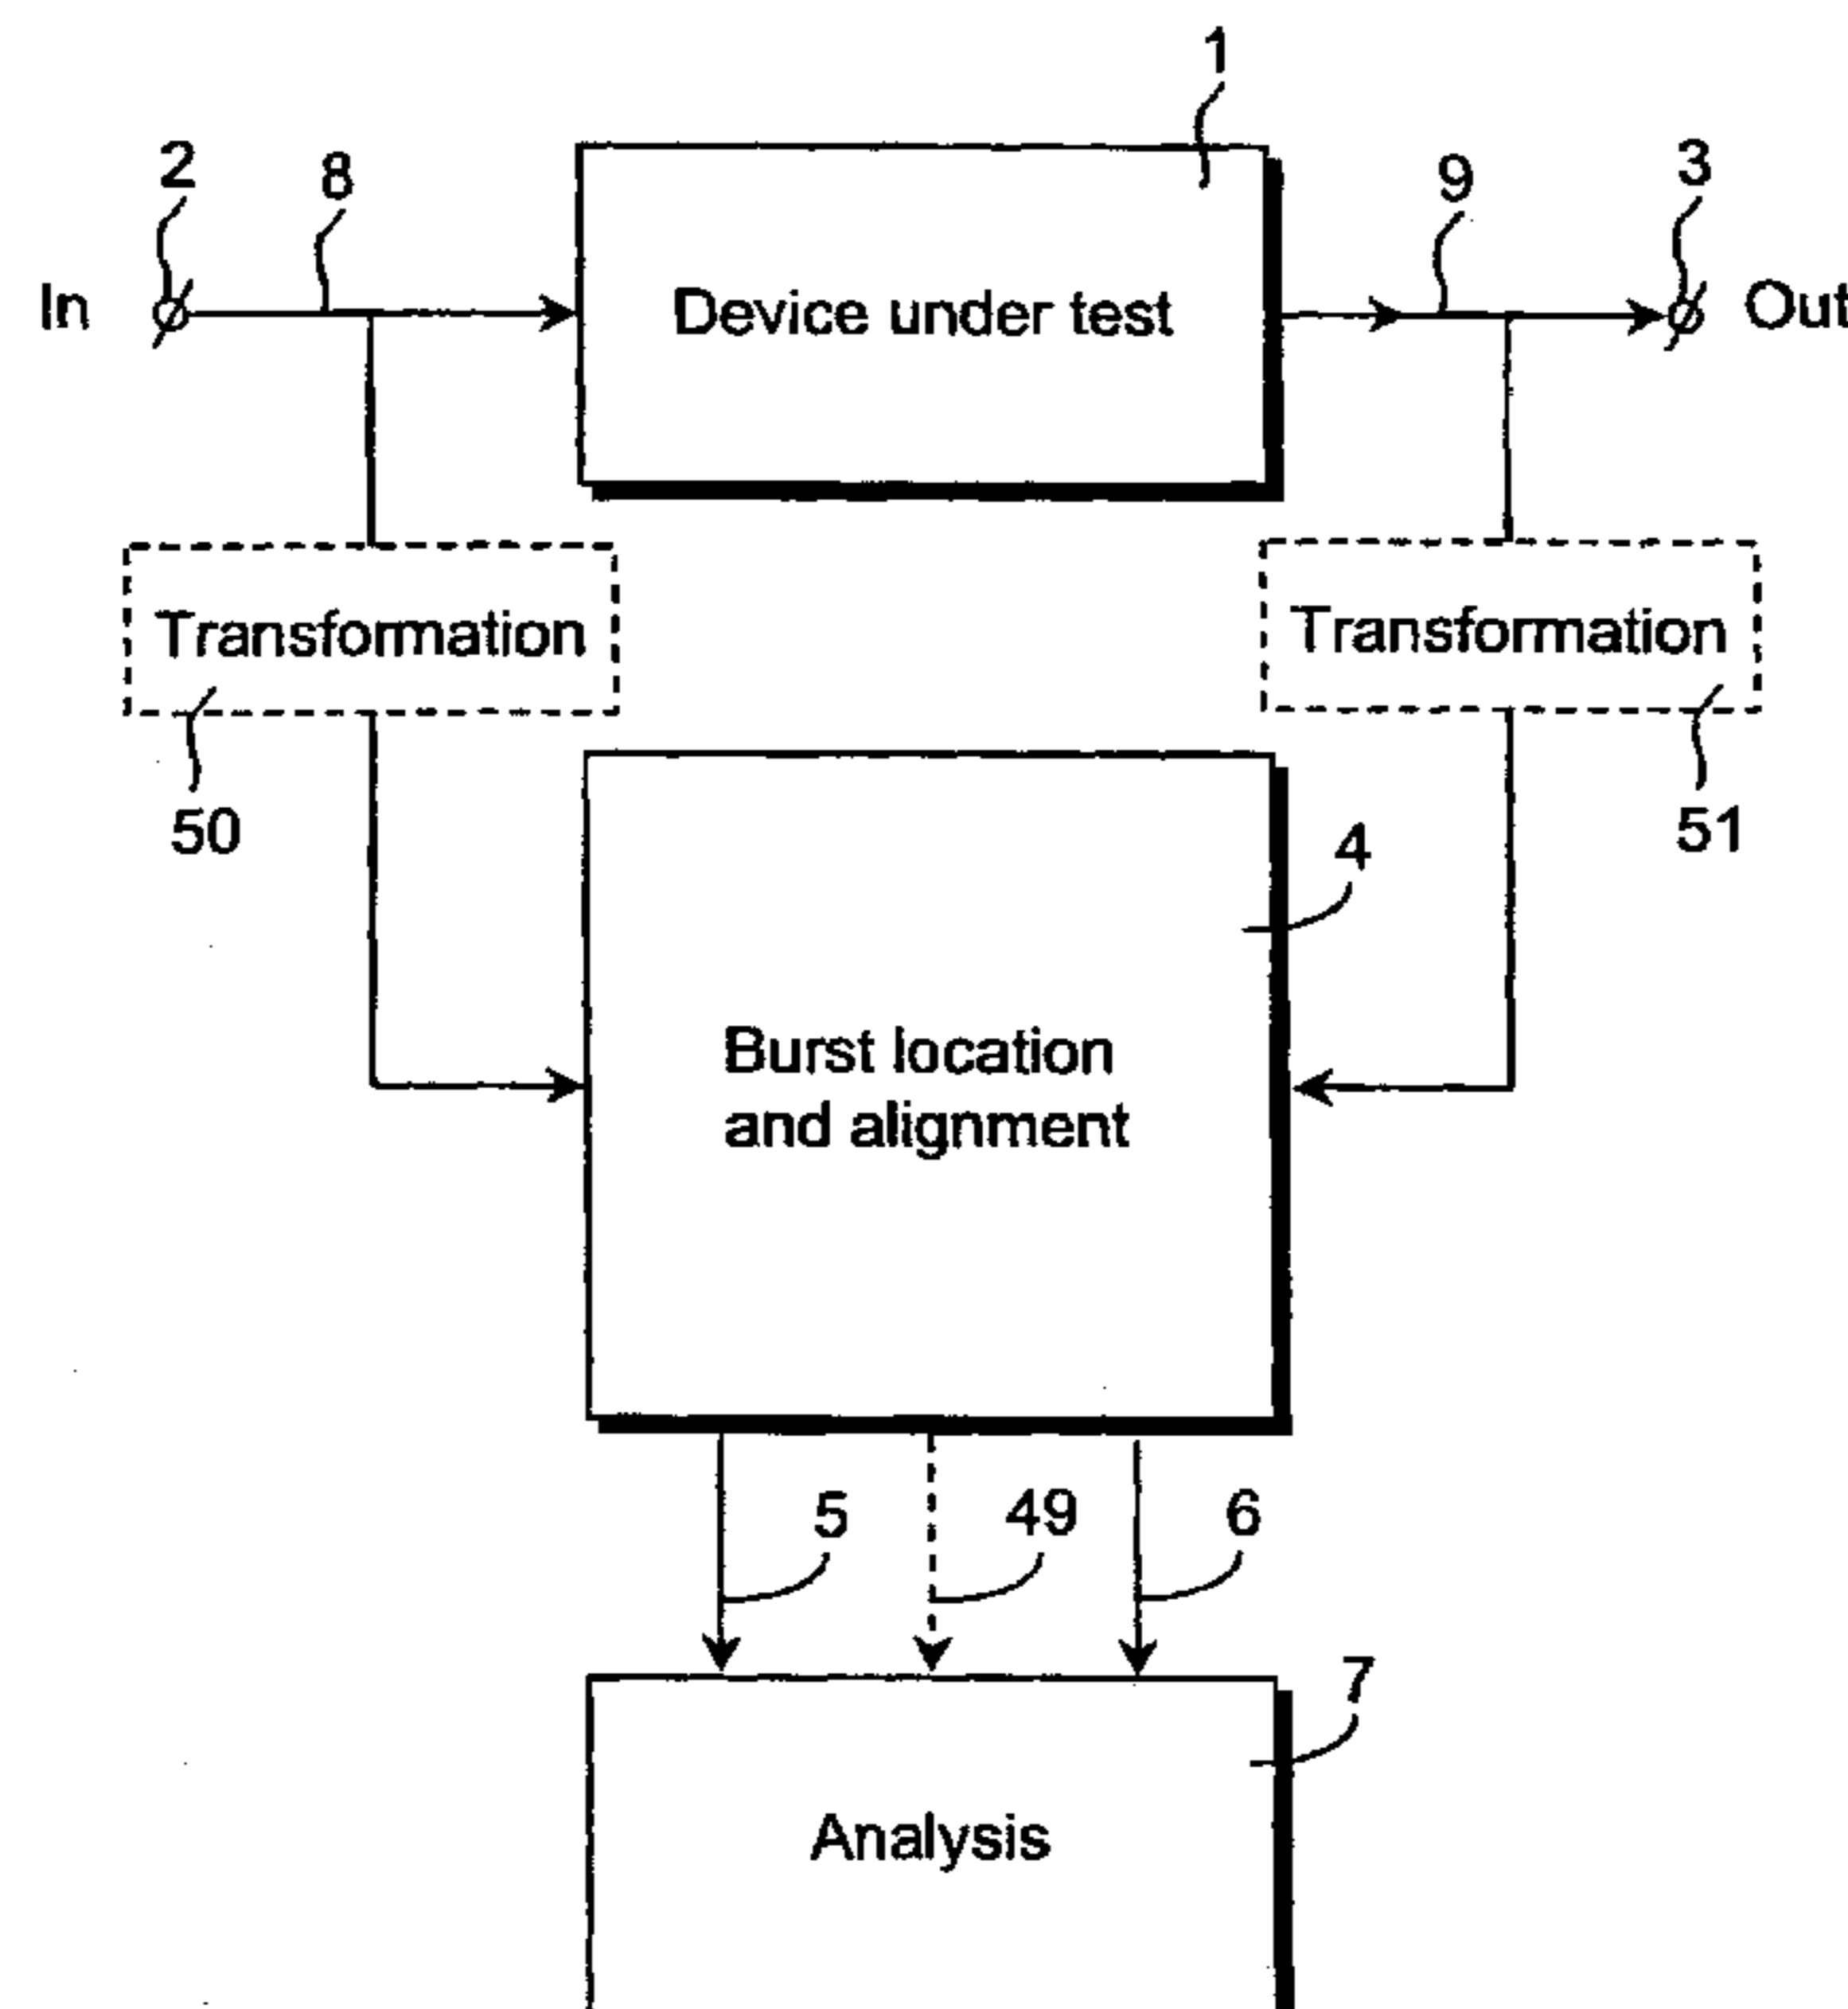 1
2
8
9
3
In
Device under test
Out
Transformation
Transformation
50
51
4
Burst location
and alignment
5
49
6
7
Analysis